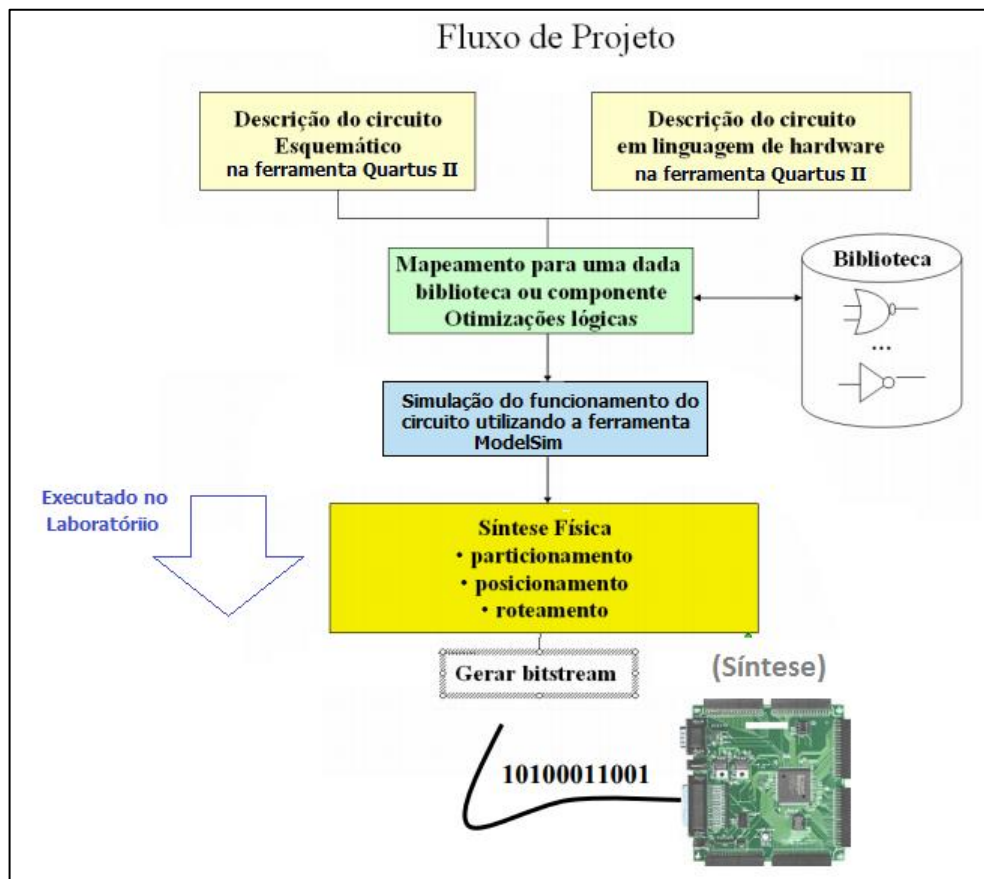 Fluxo de Projeto
Descrição do circuito
Esquemático
na ferramenta Quartus II
Descrição do circuito
em linguagem de hardware
na ferramenta Quartus II
Mapeamento para uma dada
biblioteca ou componente
Otimizações lógicas
Biblioteca
...
Simulação do funcionamento do
circuito utilizando a ferramenta
ModelSim
Executado no
Laboratóriio
Síntese Física
• particionamento
• posicionamento
• roteamento
Gerar bitstream
(Síntese)
10100011001